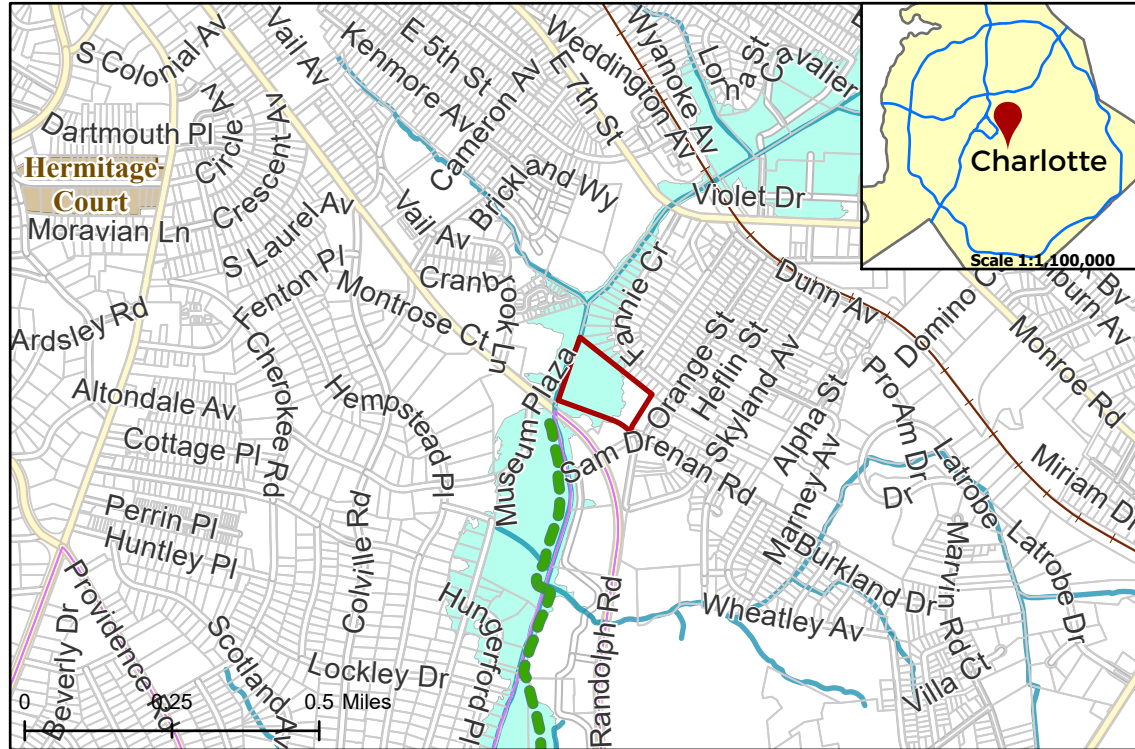 S Colonial Av
Vail Av
Kenmore Av
E 5th St
Cameron Av
Weddington Av
E 7th St
Wyanoke Av
Lorna St
Cavalier
Dartmouth Pl
Circle Av
Crescent Av
Hermitage
Court
Moravian Ln
S Laurel Av
Fenton Pl
Brickland Wy
Vail Av
Cranbrook Ln
Violet Dr
Charlotte
Scale 1:1,100,000
Ardsley Rd
Montrose Ct
Fannie Cr
Dunn Av
Domino C
burn Av
Monroe Rd
Altondale Av
Cottage Pl
Cherokee Rd
Hempstead Pl
Museum Plaza
Sam Drenan Rd
Orange St
Heflin St
Skyland Av
Alpha St
Pro Am Dr
Dr
Marney Av
Latrobe
Miriam Dr
Latrobe Dr
Perrin Pl
Huntley Pl
Colville Rd
Burkland Dr
Marvin Rd
Ct
Wheatley Av
Villa
Providence Rd
Beverly Dr
Scotland Av
Lockley Dr
Hungerford Pl
Randolph Rd
0 0.25 0.5 Miles